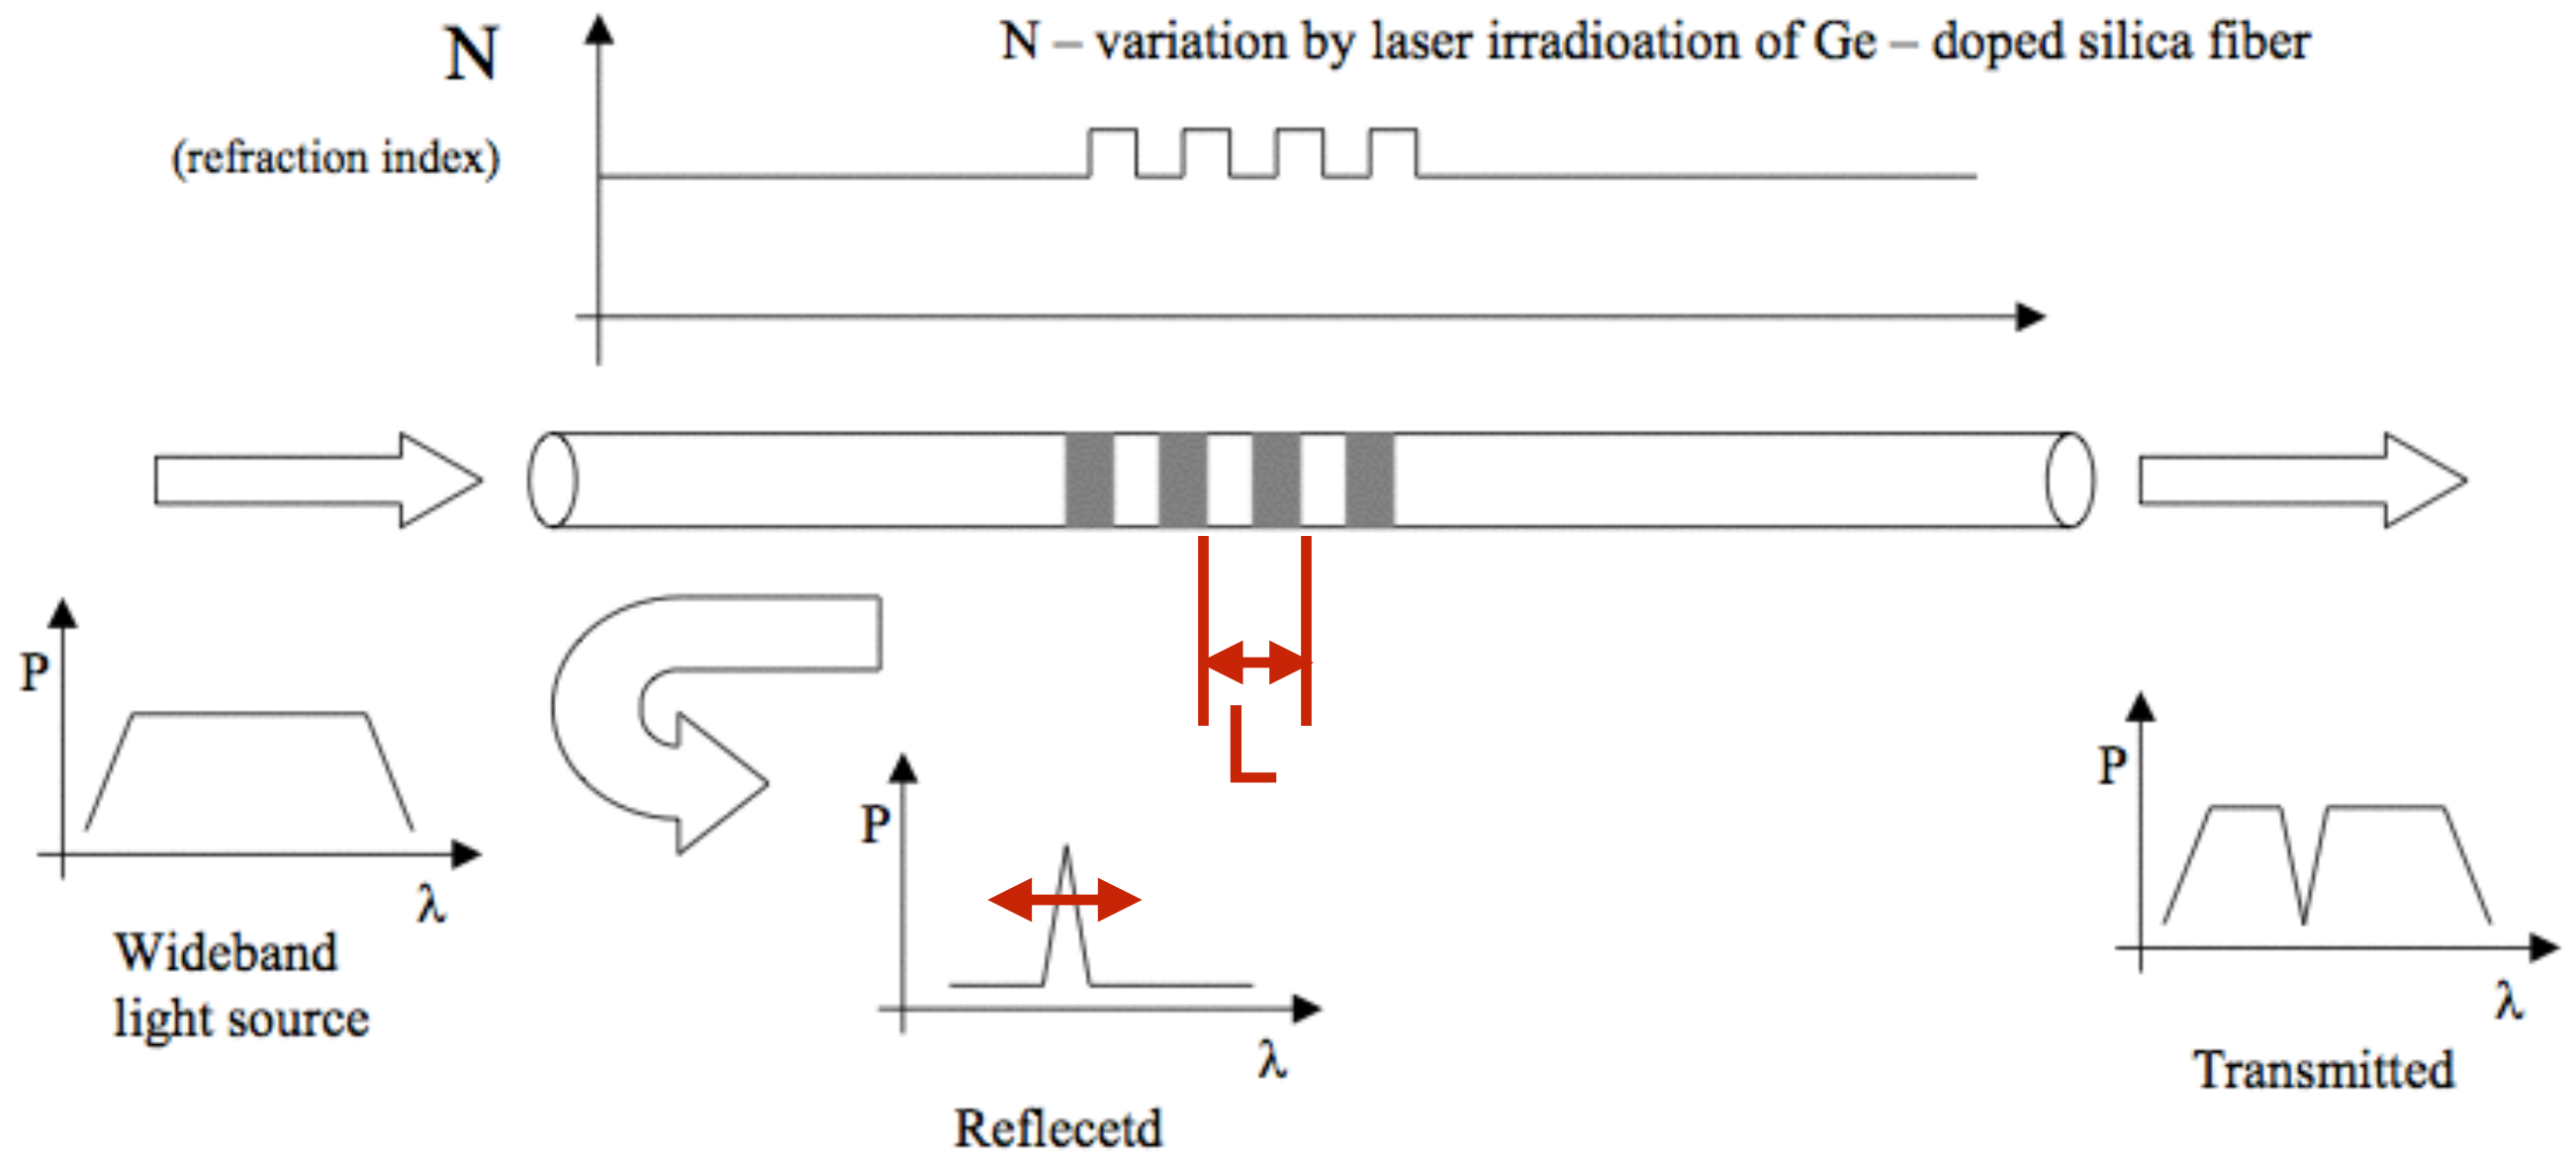 N
N – variation by laser irradioation of Ge – doped silica fiber
(refraction index)
P
λ
Wideband
light source
L
P
λ
Reflecetd
P
λ
Transmitted